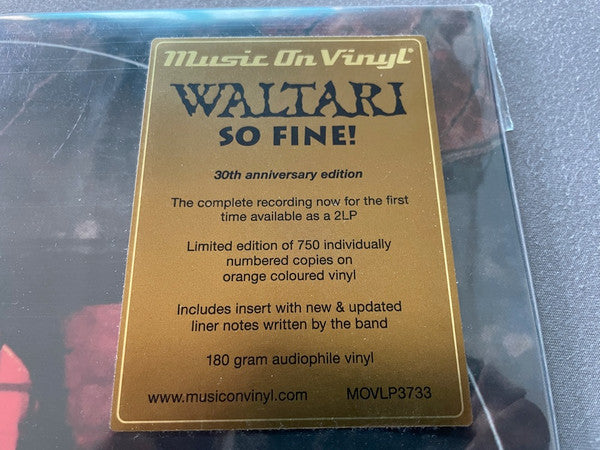 Music On Vinyl®
WALTARI
SO FINE!
30th anniversary edition
The complete recording now for the first
time available as a 2LP
Limited edition of 750 individually
numbered copies on
orange coloured vinyl
Includes insert with new & updated
liner notes written by the band
180 gram audiophile vinyl
www.musiconvinyl.com MOVLP3733